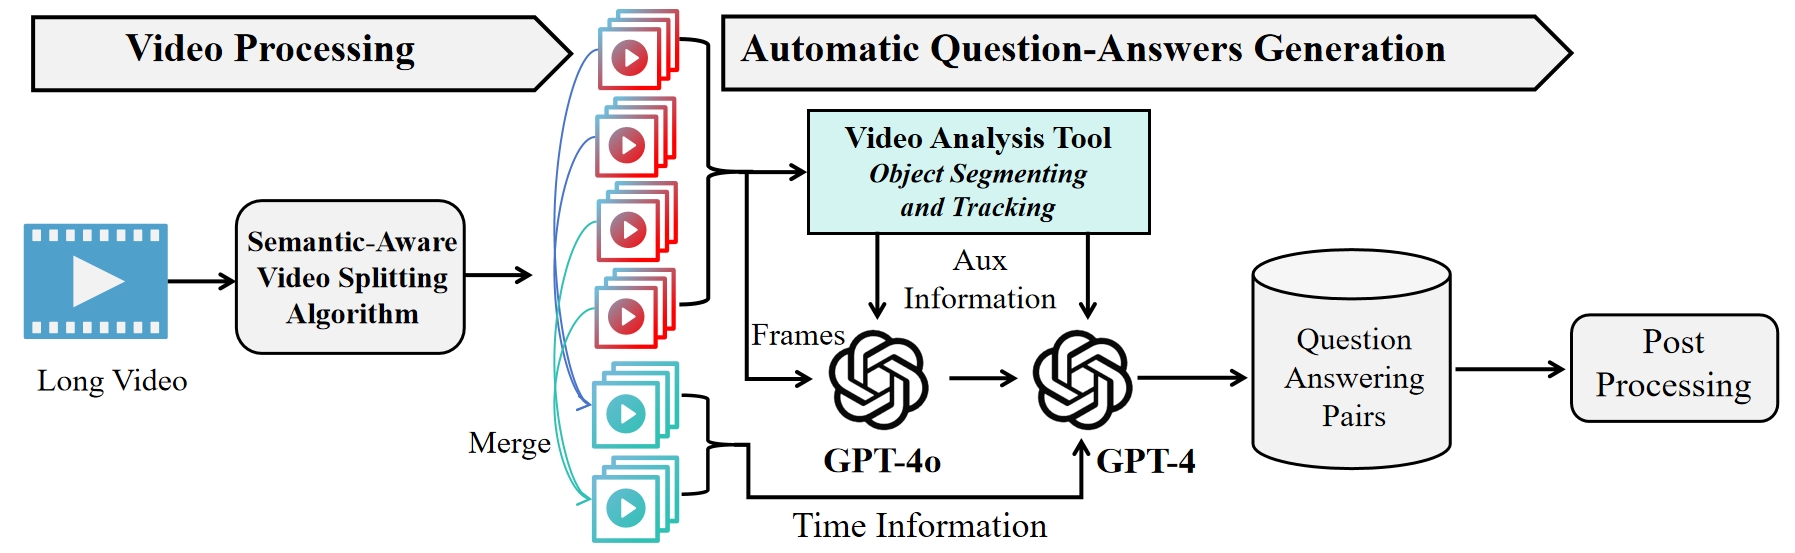 Video Processing
Automatic Question-Answers Generation
Video Analysis Tool
Object Segmenting
and Tracking
Semantic-Aware
Video Splitting
Algorithm
Long Video
Aux
Information
Frames
Question
Answering
Pairs
Post
Processing
Merge
GPT-4o
GPT-4
Time Information